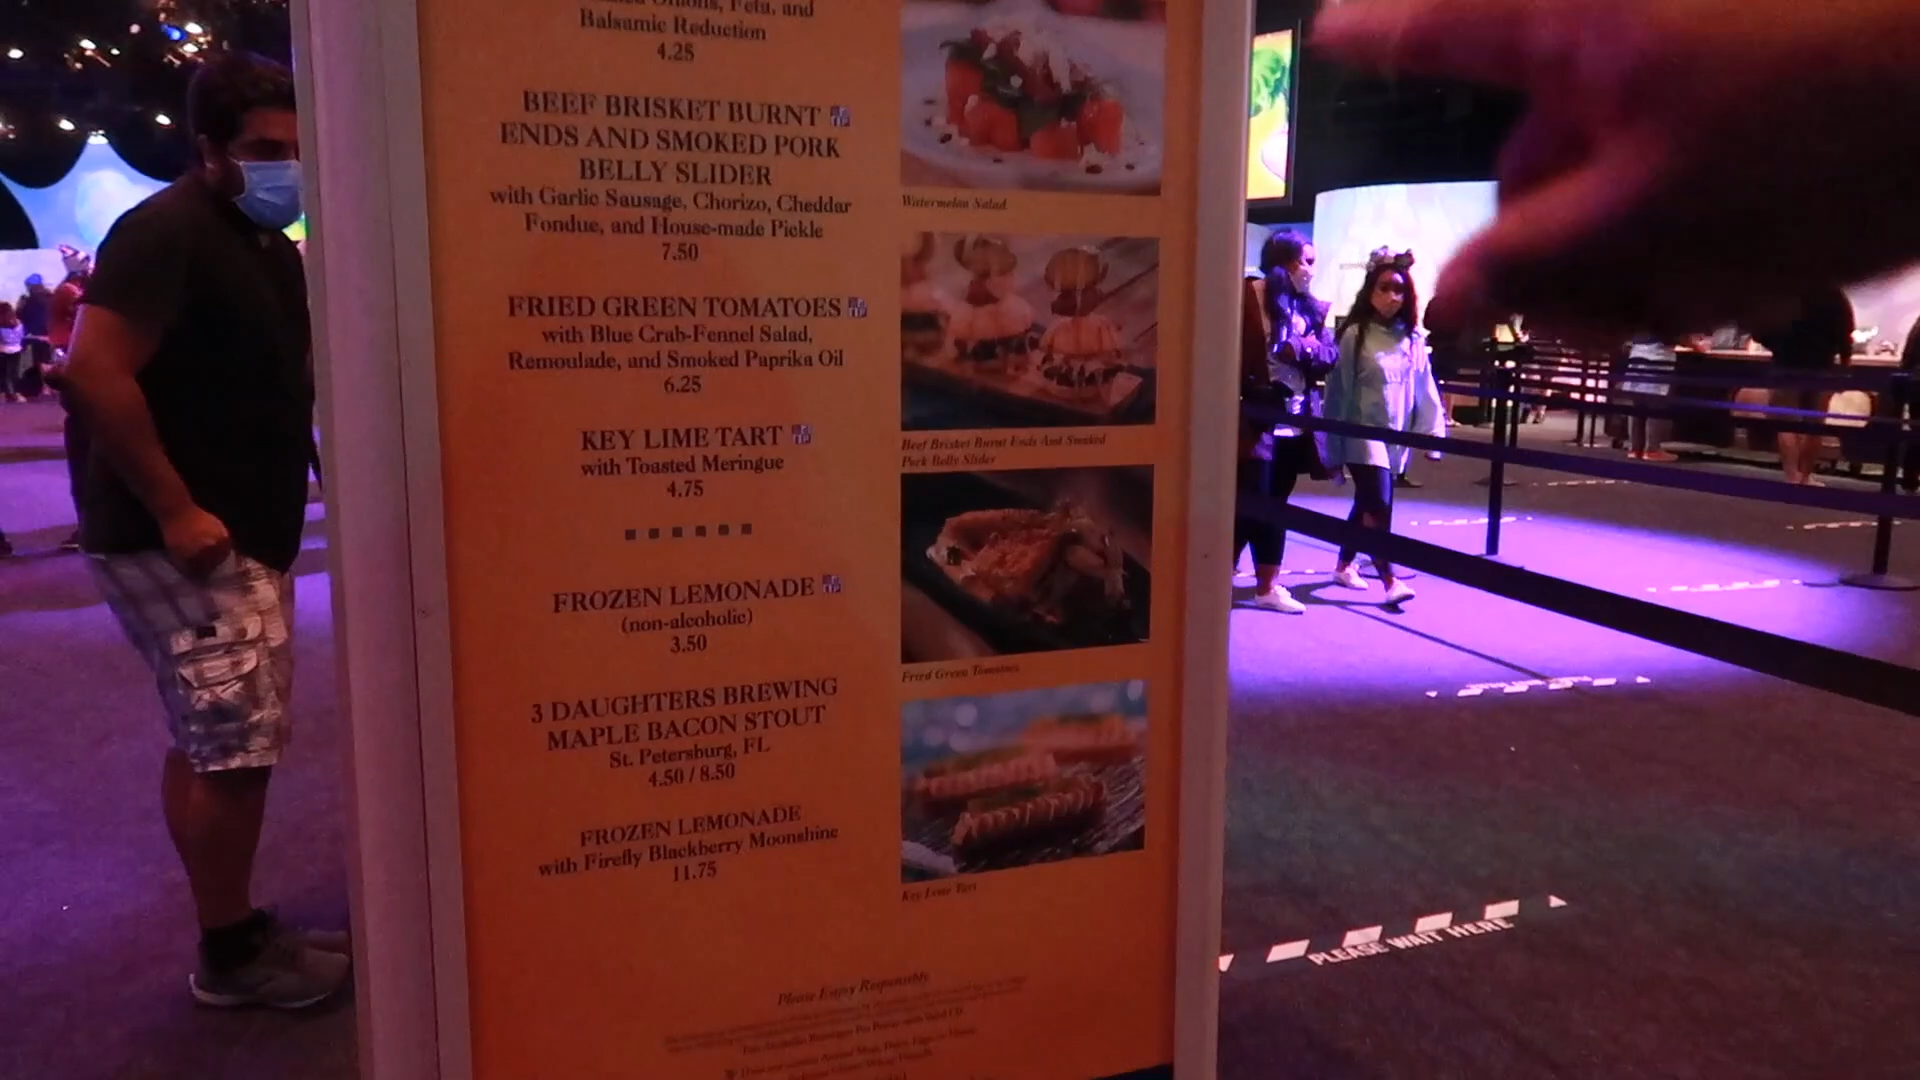 Onions, Feta, and
Balsamic Reduction
4.25
BEEF BRISKET BURNT
ENDS AND SMOKED PORK
BELLY SLIDER
with Garlic Sausage, Chorizo, Cheddar
Fondue, and House-made Pickle
7.50
FRIED GREEN TOMATOES
with Blue Crab-Fennel Salad,
Remoulade, and Smoked Paprika Oil
6.25
KEY LIME TART
with Toasted Meringue
4.75
FROZEN LEMONADE
(non-alcoholic)
3.50
3 DAUGHTERS BREWING
MAPLE BACON STOUT
St. Petersburg, FL
4.50 / 8.50
FROZEN LEMONADE
with Firefly Blackberry Moonshine
11.75
Please Enjoy Responsibly
Watermelon Salad
Beef Brisket Burnt Ends And Smoked
Pork Belly Slider
Fried Green Tomatoes
Key Lime Tart
PLEASE WAIT HERE